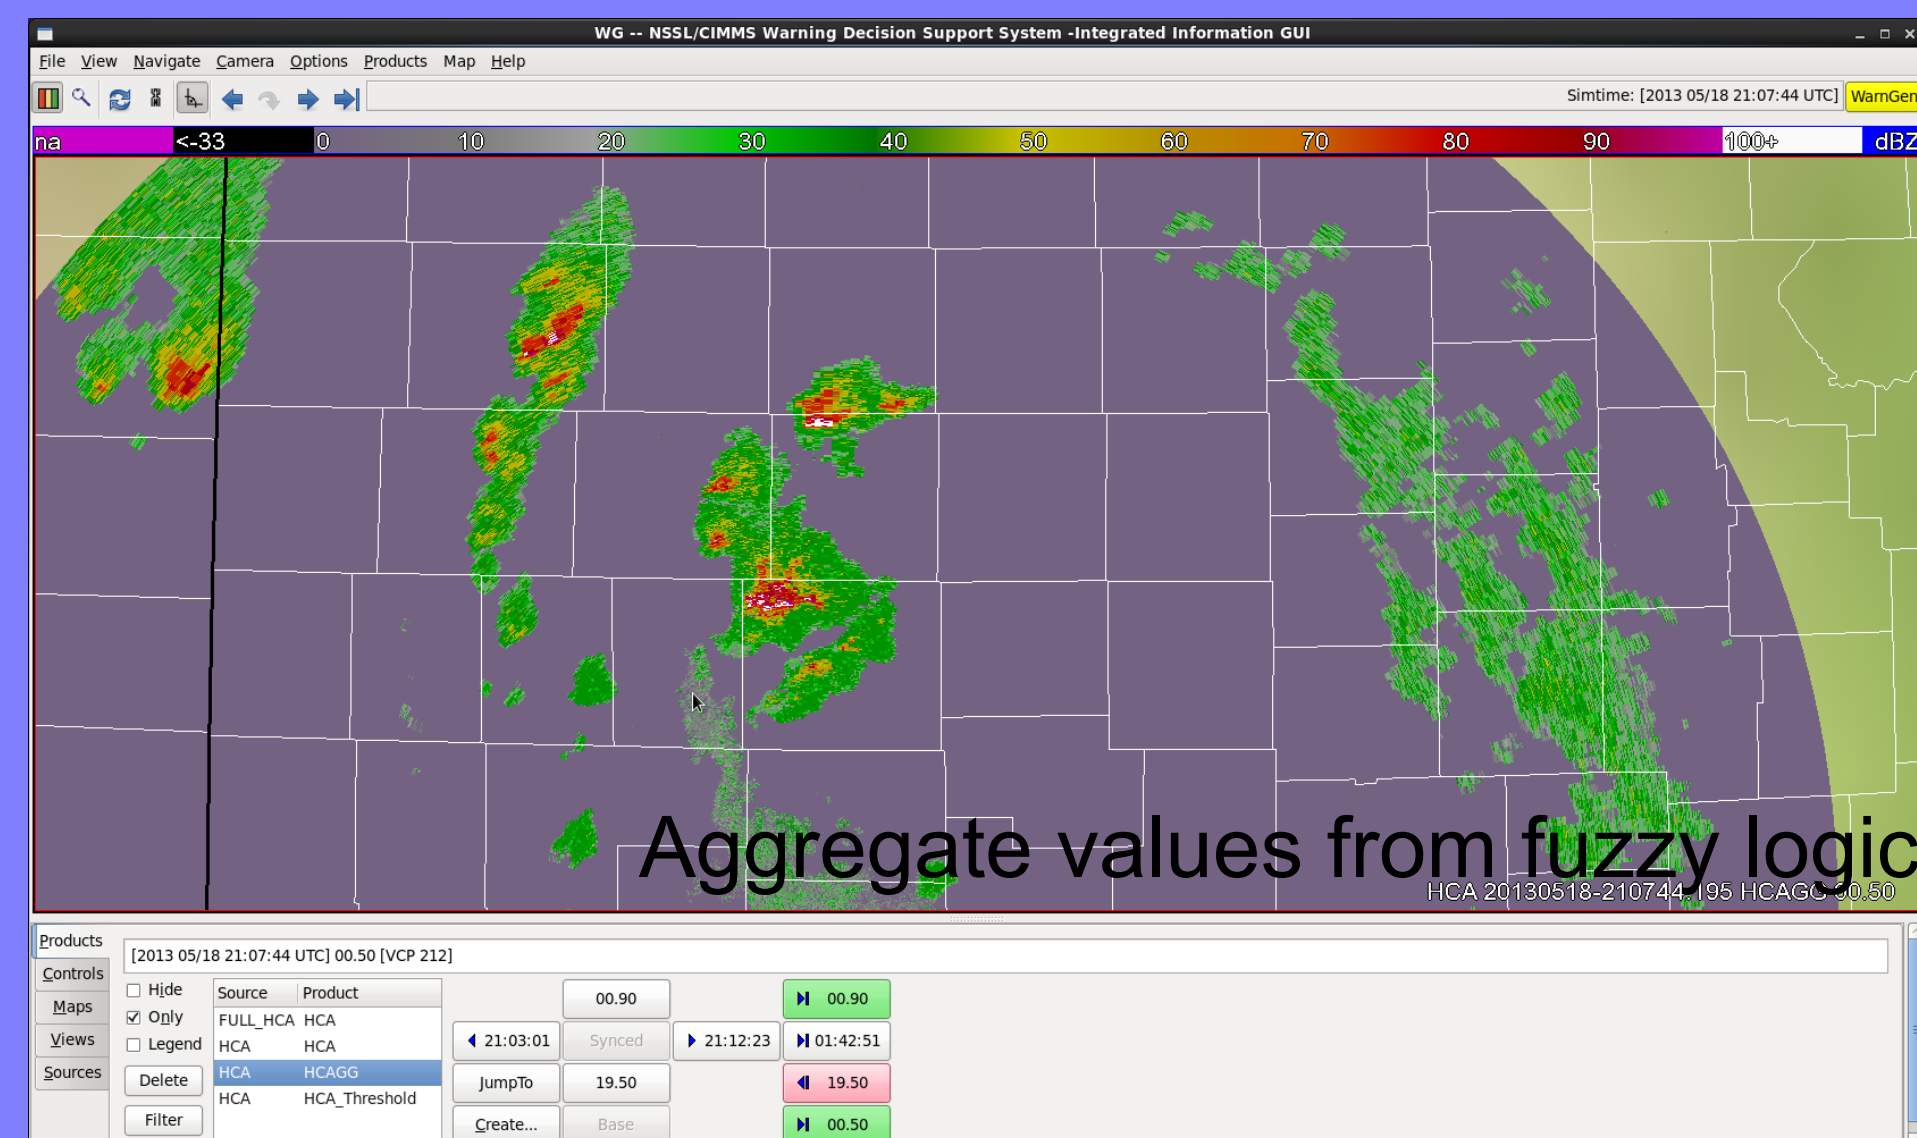 WG -- NSSL/CIMMS Warning Decision Support System -Integrated Information GUI
File View Navigate Camera Options Products Map Help
Simtime: [2013 05/18 21:07:44 UTC] WarnGen
na <-33 0 10 20 30 40 50 60 70 80 90 100+ dBZ
Aggregate values from fuzzy logic
HCA 20130518-210744.195 HCAGG 00.50
Products
Controls
Maps
Views
Sources
[2013 05/18 21:07:44 UTC] 00.50 [VCP 212]
Hide
Only
Legend
Delete
Filter
Source Product
FULL_HCA HCA
HCA HCA
HCA HCAGG
HCA HCA_Threshold
00.90 00.90
21:03:01 Synced 21:12:23 01:42:51
JumpTo 19.50 19.50
Create... Base 00.50